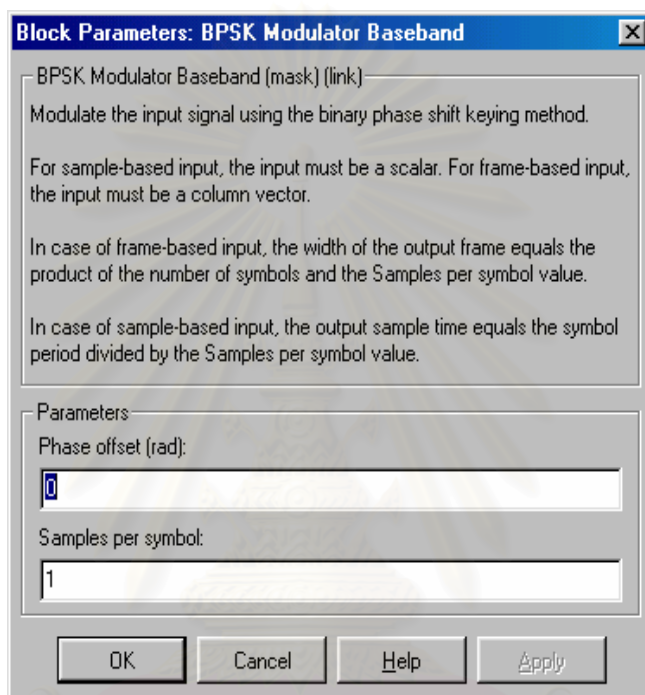 Block Parameters: BPSK Modulator Baseband
BPSK Modulator Baseband (mask) (link)
Modulate the input signal using the binary phase shift keying method.
For sample-based input, the input must be a scalar. For frame-based input,
the input must be a column vector.
In case of frame-based input, the width of the output frame equals the
product of the number of symbols and the Samples per symbol value.
In case of sample-based input, the output sample time equals the symbol
period divided by the Samples per symbol value.
Parameters
Phase offset (rad):
0
Samples per symbol:
1
OK Cancel Help Apply